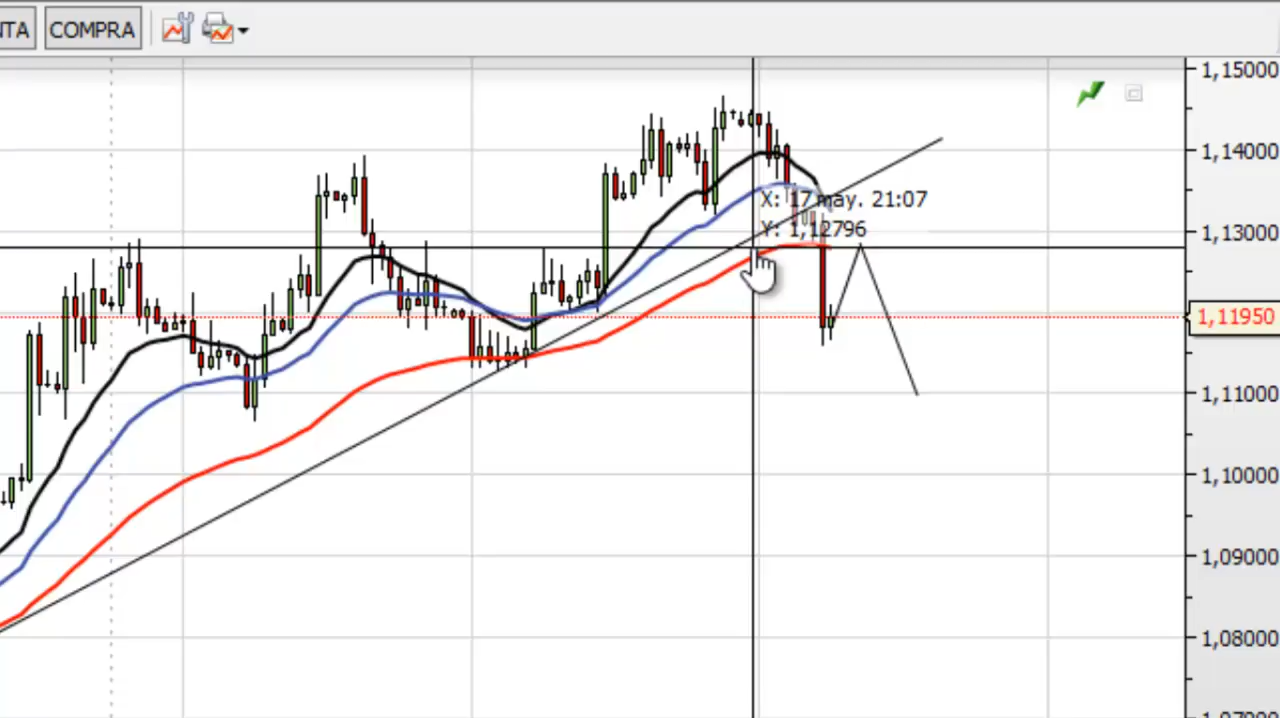 NTA COMPRA
1,15000
1,14000
X: 17 may. 21:07
Y: 1,12796
1,13000
1,11950
1,11000
1,10000
1,09000
1,08000